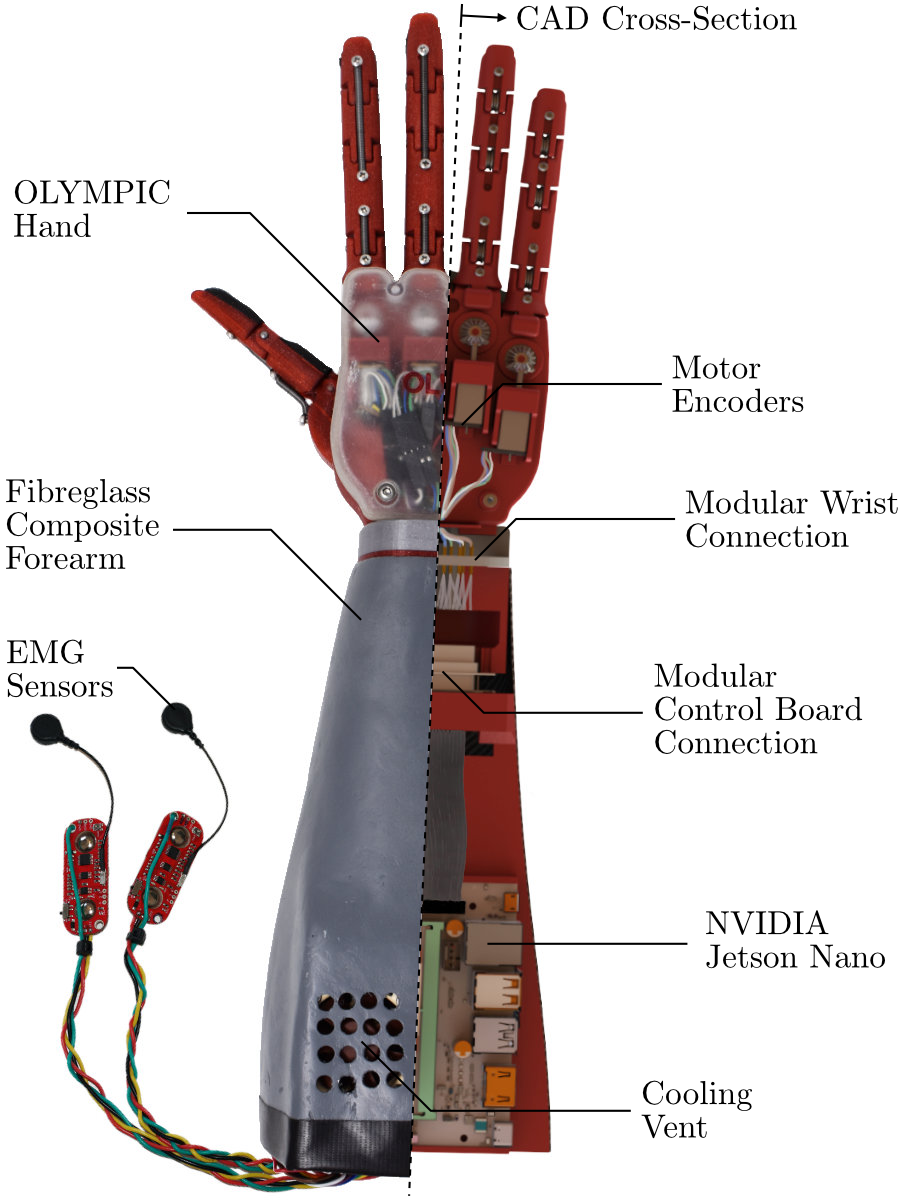 CAD Cross-Section
OLYMPIC
Hand
Motor
Encoders
OL
Fibreglass
Composite
Forearm
Modular Wrist
Connection
EMG
Sensors
Modular
Control Board
Connection
NVIDIA
Jetson Nano
Cooling
Vent